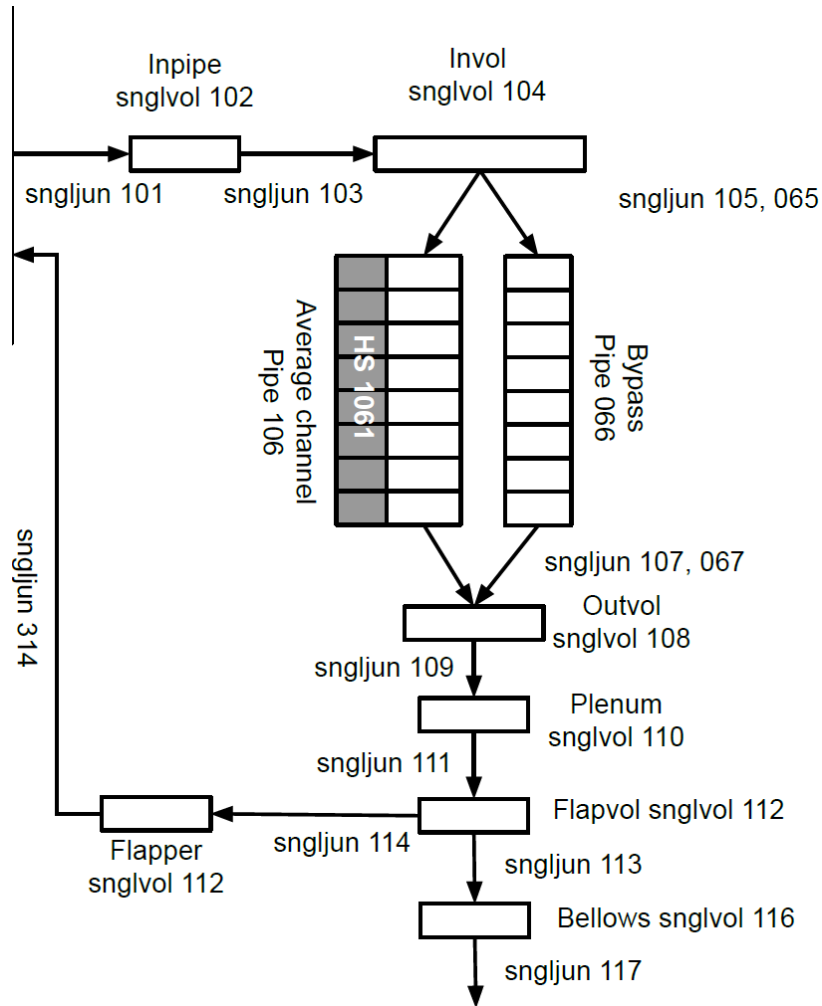 Inpipe
snglvol 102
Invol
snglvol 104
sngljun 101
sngljun 103
sngljun 105, 065
HS 1061
Average channel
Pipe 106
Bypass
Pipe 066
sngljun 107, 067
Outvol
snglvol 108
sngljun 109
Plenum
snglvol 110
sngljun 111
sngljun 314
Flapvol snglvol 112
sngljun 114
Flapper
snglvol 112
sngljun 113
Bellows snglvol 116
sngljun 117